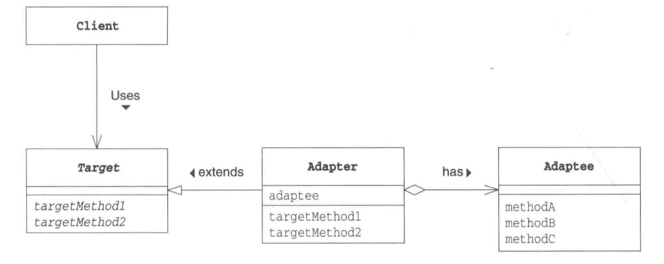 Client
Uses
Target
extends
Adapter
has
Adaptee
adaptee
targetMethod1
targetMethod2
targetMethod1
targetMethod2
methodA
methodB
methodC